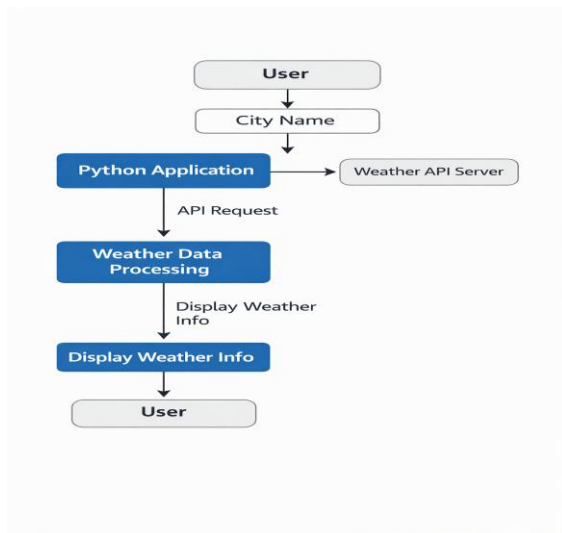 User
City Name
Python Application
Weather API Server
API Request
Weather Data
Processing
Display Weather
Info
Display Weather Info
User